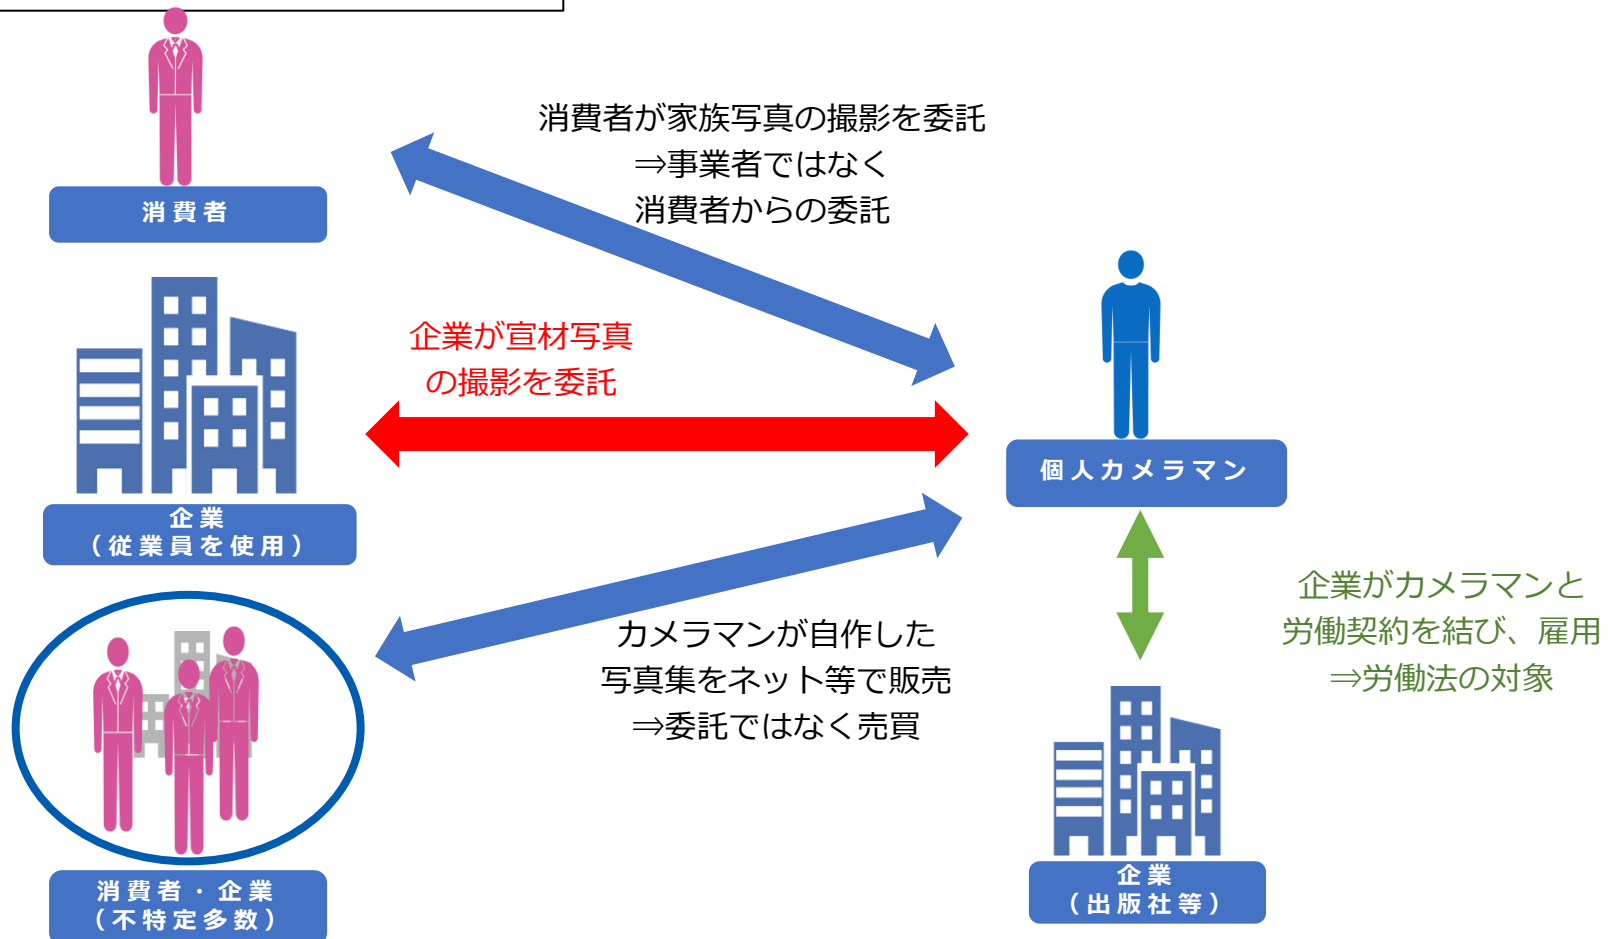 消費者が家族写真の撮影を委託
⇒事業者ではなく
消費者からの委託
消費者
企業が宣材写真
の撮影を委託
個人カメラマン
企業
（従業員を使用）
カメラマンが自作した
写真集をネット等で販売
⇒委託ではなく売買
企業がカメラマンと
労働契約を結び、雇用
⇒労働法の対象
消費者・企業
（不特定多数）
企業
（出版社等）